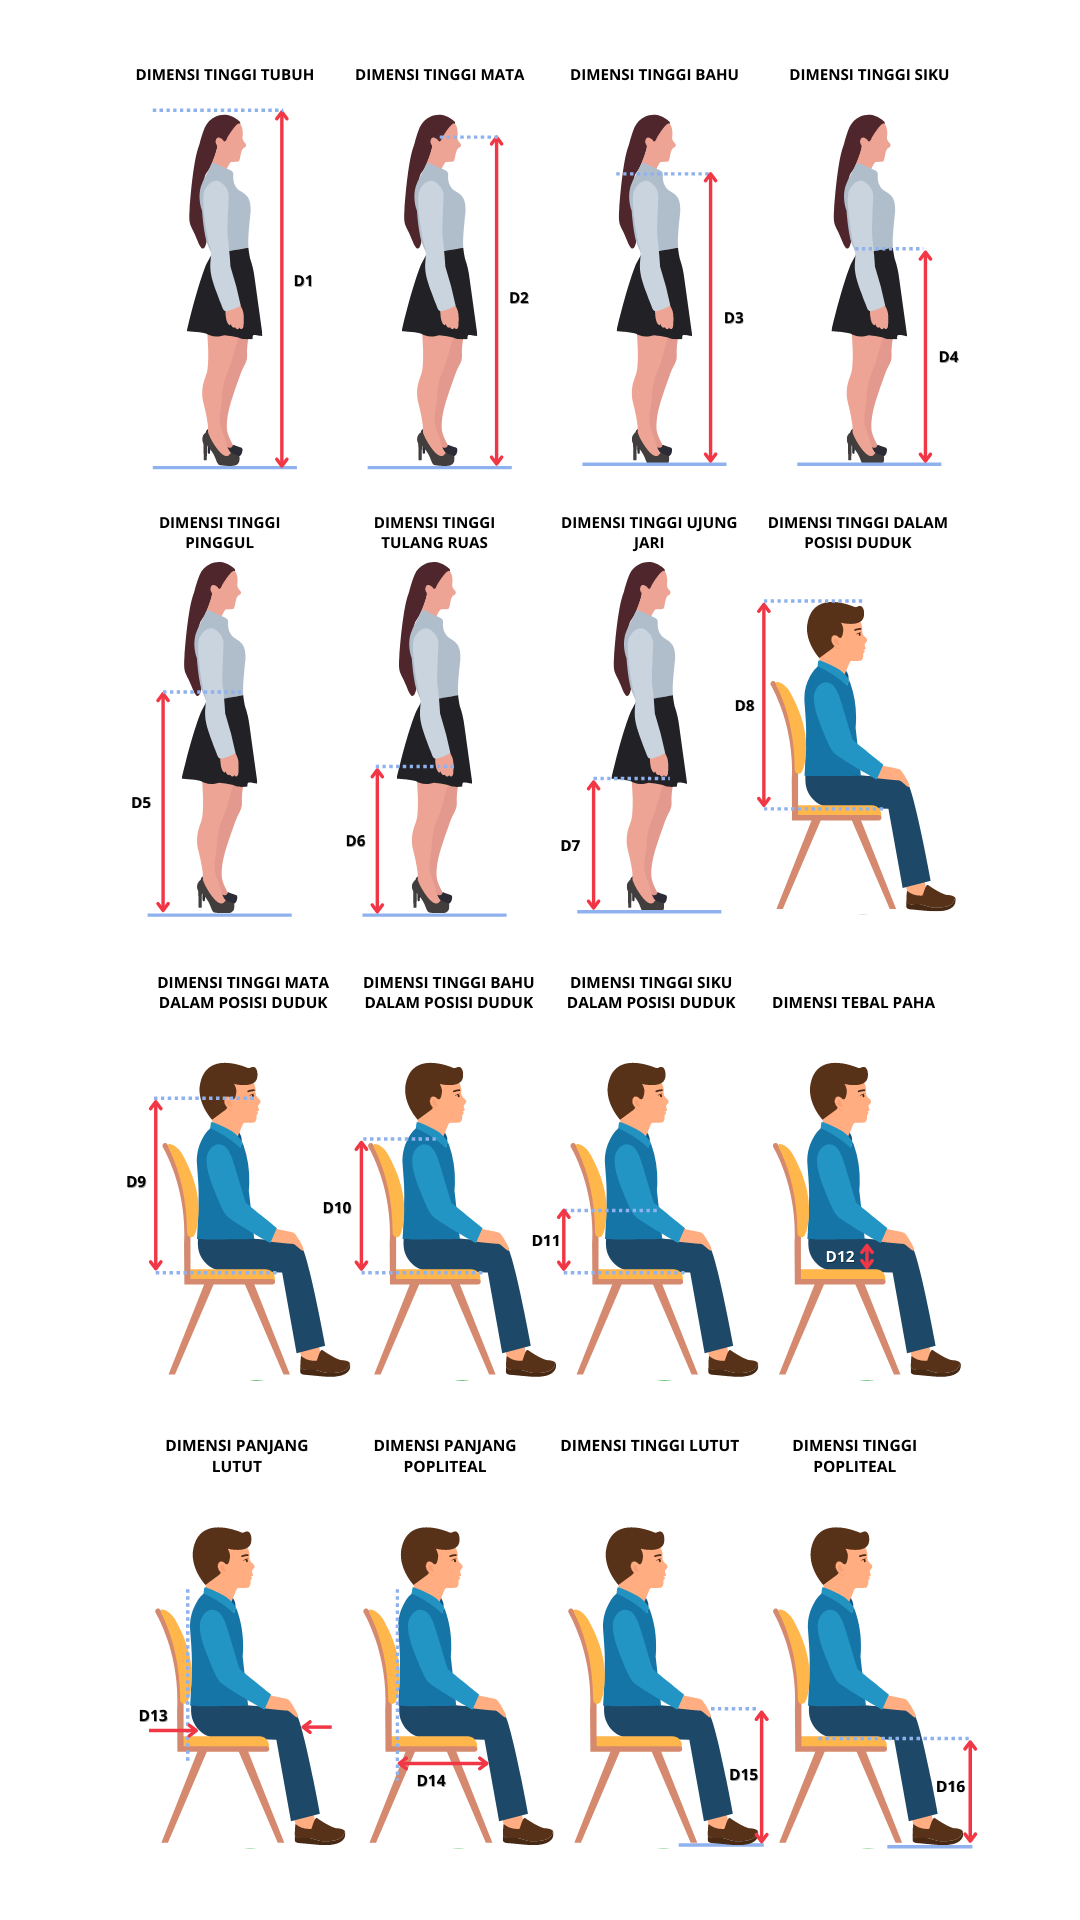 DIMENSI TINGGI TUBUH
DIMENSI TINGGI MATA
DIMENSI TINGGI BAHU
DIMENSI TINGGI SIKU
D1
D2
D3
D4
DIMENSI TINGGI
PINGGUL
DIMENSI TINGGI
TULANG RUAS
DIMENSI TINGGI UJUNG
JARI
DIMENSI TINGGI DALAM
POSISI DUDUK
D5
D6
D7
D8
DIMENSI TINGGI MATA
DALAM POSISI DUDUK
DIMENSI TINGGI BAHU
DALAM POSISI DUDUK
DIMENSI TINGGI SIKU
DALAM POSISI DUDUK
DIMENSI TEBAL PAHA
D9
D10
D11
D12
DIMENSI PANJANG
LUTUT
DIMENSI PANJANG
POPLITEAL
DIMENSI TINGGI LUTUT
DIMENSI TINGGI
POPLITEAL
D13
D14
D15
D16